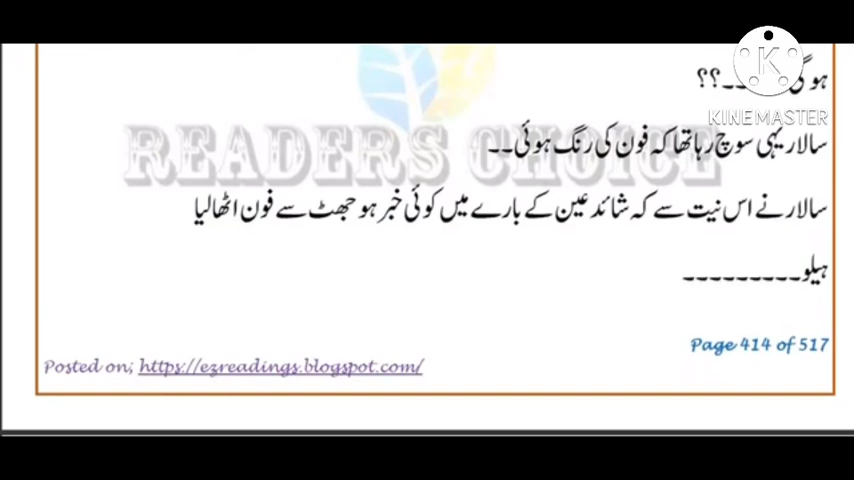 KINEMASTER
ہو گئی۔۔۔۔؟؟
READERS CHOICE
سالار یہی سوچ رہا تھا کہ فون کی رنگ ہوئی۔۔
سالار نے اس نیت سے کہ شائد عین کے بارے میں کوئی خبر ہو جھٹ سے فون اٹھا لیا
ہیلو۔۔۔۔۔۔۔۔۔۔
Page 414 of 517
Posted on; https://ezreadings.blogspot.com/